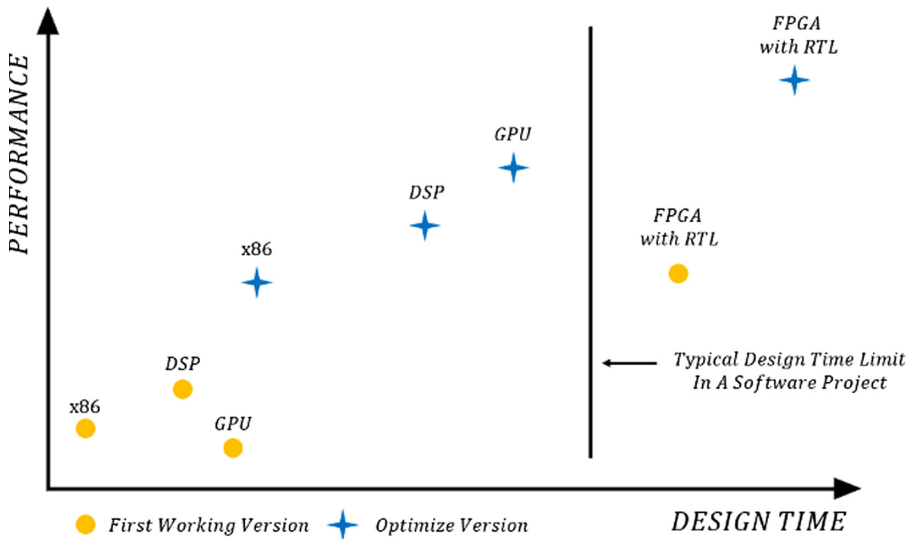 FPGA
with RTL
PERFORMANCE
GPU
DSP
FPGA
with RTL
x86
DSP
Typical Design Time Limit
In A Software Project
x86
GPU
First Working Version
Optimize Version
DESIGN TIME